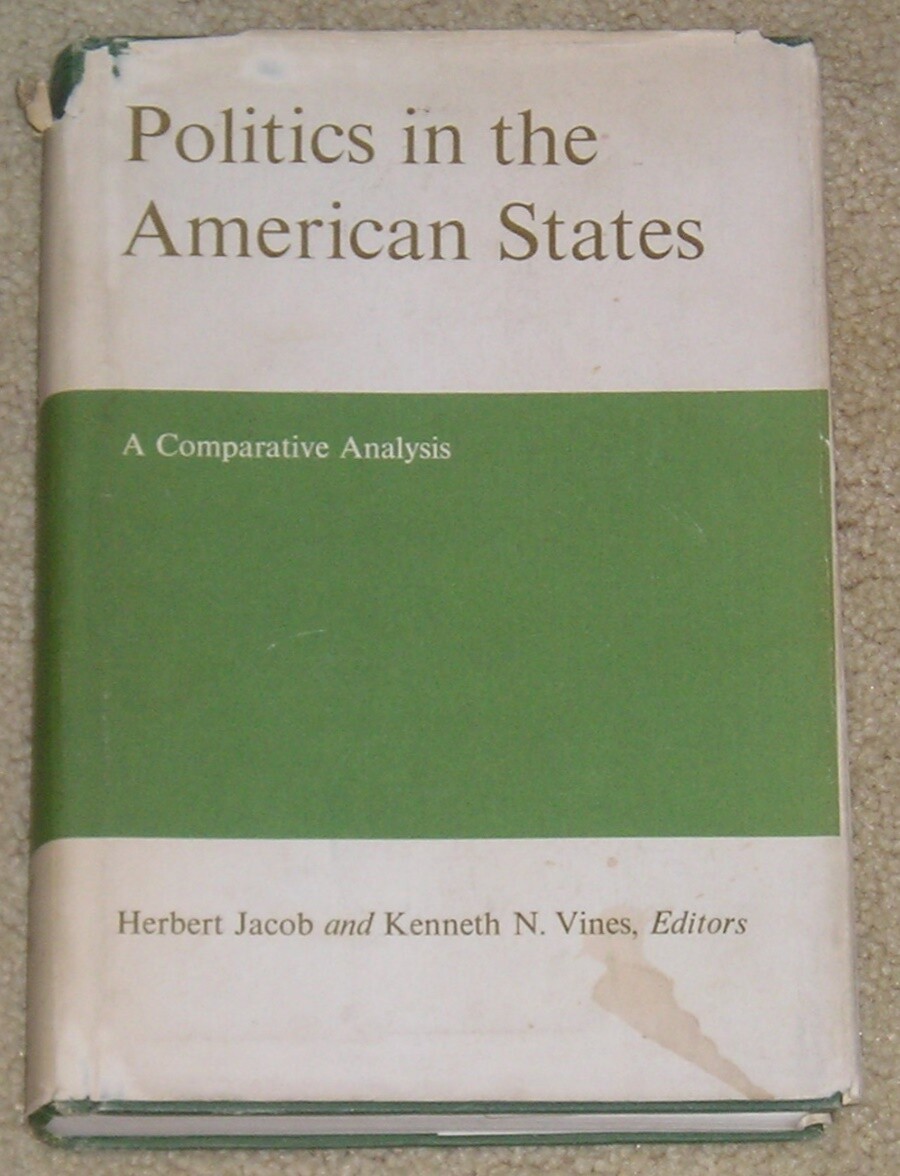 Politics in the
American States
A Comparative Analysis
Herbert Jacob and Kenneth N. Vines, Editors